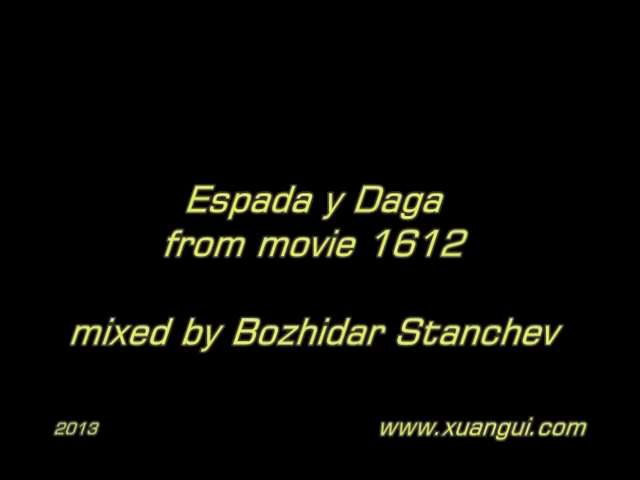 Espada y Daga
from movie 1612
mixed by Bozhidar Stanchev
2013
www.xuangui.com